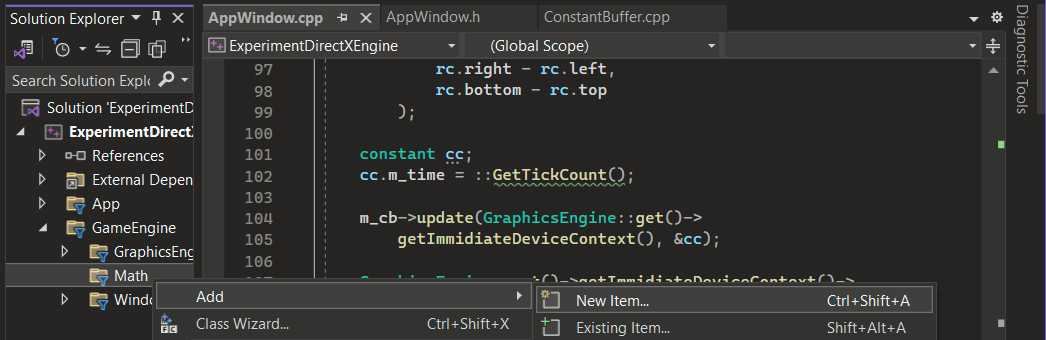 Solution Explorer
AppWindow.cpp
AppWindow.h
ConstantBuffer.cpp
ExperimentDirectXEngine
(Global Scope)
Search Solution Explo
Solution 'ExperimentD
ExperimentDirectX
References
External Depen
App
GameEngine
GraphicsEng
Math
Windo
97 rc.right - rc.left,
98 rc.bottom - rc.top
99 );
100
101 constant cc;
102 cc.m_time = ::GetTickCount();
103
104 m_cb->update(GraphicsEngine::get()->
105 getImmidiateDeviceContext(), &cc);
106
Add
Class Wizard... Ctrl+Shift+X
New Item... Ctrl+Shift+A
Existing Item... Shift+Alt+A
Diagnostic Tools